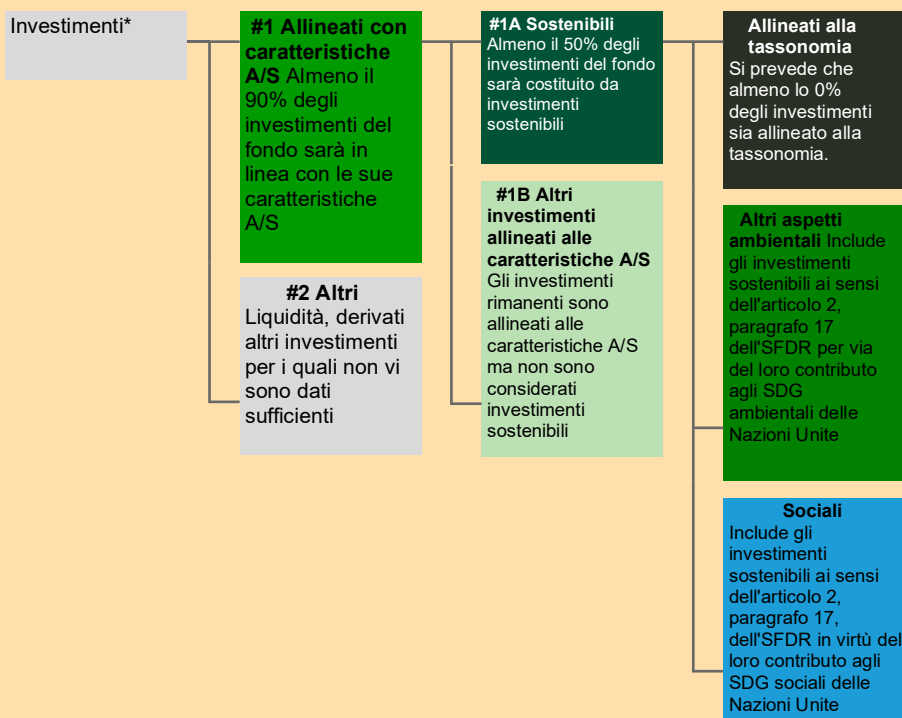 Investimenti*
#1 Allineati con
caratteristiche
A/S Almeno il
90% degli
investimenti del
fondo sarà in
linea con le sue
caratteristiche
A/S
#2 Altri
Liquidità, derivati
altri investimenti
per i quali non vi
sono dati
sufficienti
#1A Sostenibili
Almeno il 50% degli
investimenti del fondo
sarà costituito da
investimenti
sostenibili
#1B Altri
investimenti
allineati alle
caratteristiche A/S
Gli investimenti
rimanenti sono
allineati alle
caratteristiche A/S
ma non sono
considerati
investimenti
sostenibili
Allineati alla
tassonomia
Si prevede che
almeno lo 0%
degli investimenti
sia allineato alla
tassonomia.
Altri aspetti
ambientali Include
gli investimenti
sostenibili ai sensi
dell'articolo 2,
paragrafo 17
dell'SFDR per via
del loro contributo
agli SDG
ambientali delle
Nazioni Unite
Sociali
Include gli
investimenti
sostenibili ai sensi
dell'articolo 2,
paragrafo 17,
dell'SFDR in virtù del
loro contributo agli
SDG sociali delle
Nazioni Unite